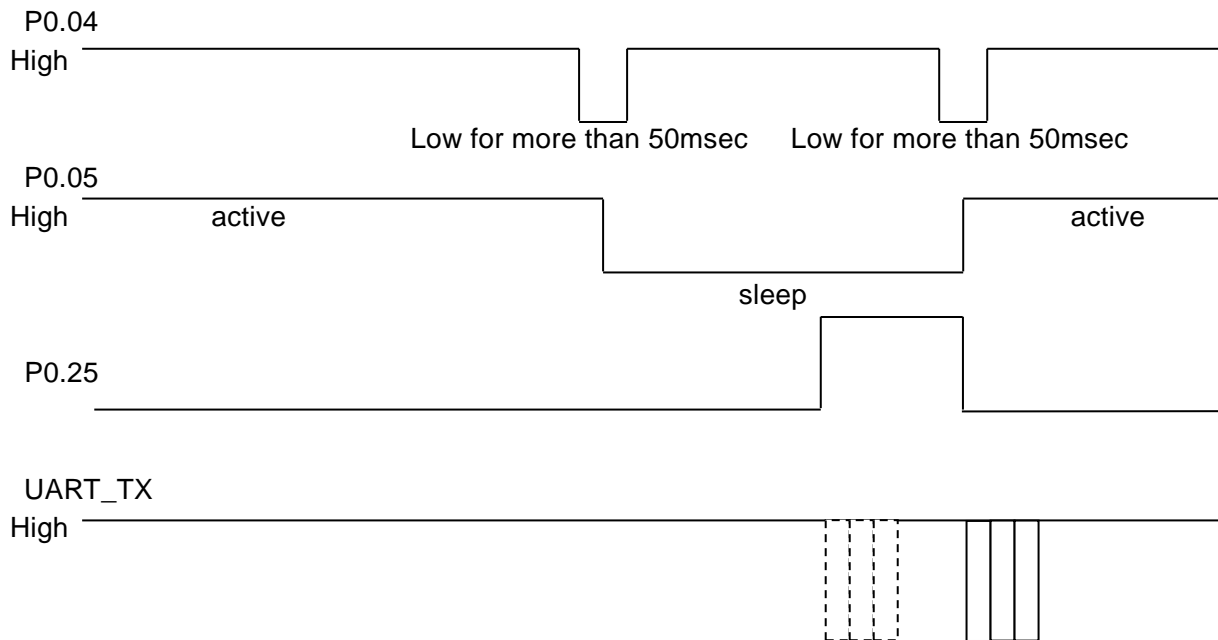 P0.04
High
Low for more than 50msec Low for more than 50msec
P0.05
High
active active
sleep
P0.25
UART_TX
High